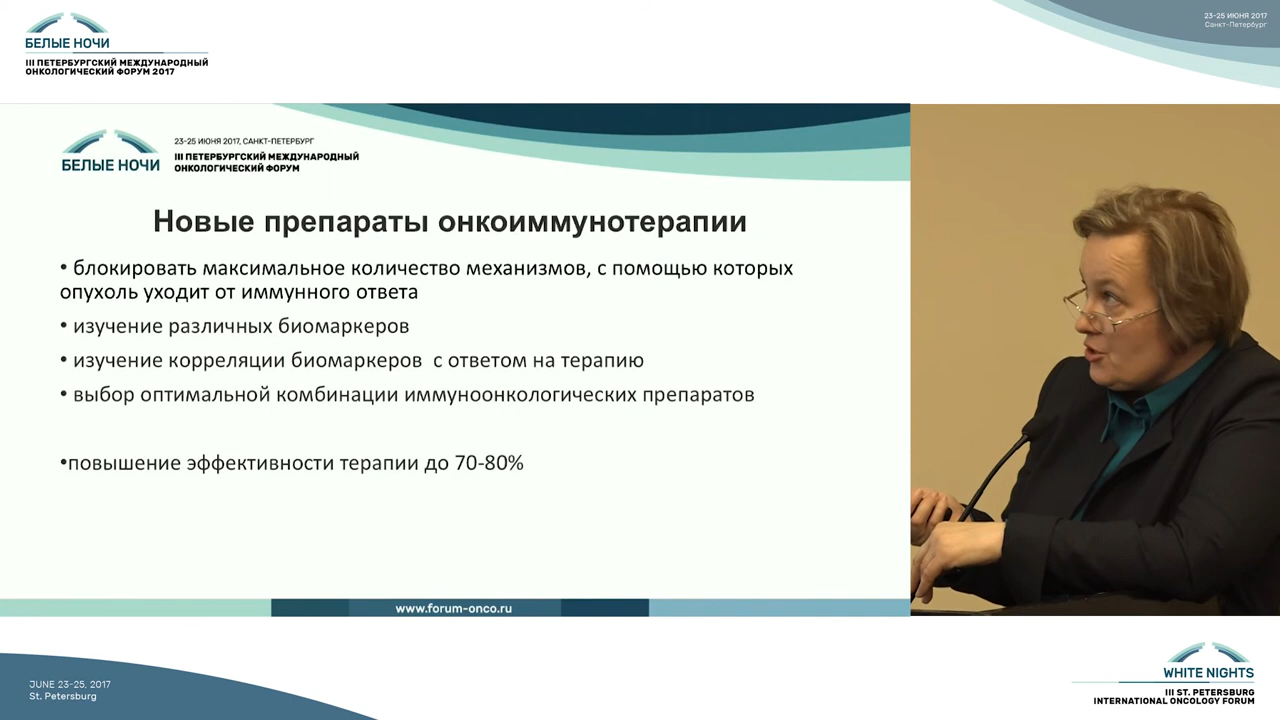 БЕЛЫЕ НОЧИ
III ПЕТЕРБУРГСКИЙ МЕЖДУНАРОДНЫЙ
ОНКОЛОГИЧЕСКИЙ ФОРУМ 2017
23-25 ИЮНЯ 2017
Санкт-Петербург
БЕЛЫЕ НОЧИ
23-25 ИЮНЯ 2017, САНКТ-ПЕТЕРБУРГ
III ПЕТЕРБУРГСКИЙ МЕЖДУНАРОДНЫЙ
ОНКОЛОГИЧЕСКИЙ ФОРУМ
Новые препараты онкоиммунотерапии
• блокировать максимальное количество механизмов, с помощью которых
опухоль уходит от иммунного ответа
• изучение различных биомаркеров
• изучение корреляции биомаркеров с ответом на терапию
• выбор оптимальной комбинации иммуноонкологических препаратов
•повышение эффективности терапии до 70-80%
www.forum-onco.ru
JUNE 23-25, 2017
St. Petersburg
WHITE NIGHTS
III ST. PETERSBURG
INTERNATIONAL ONCOLOGY FORUM